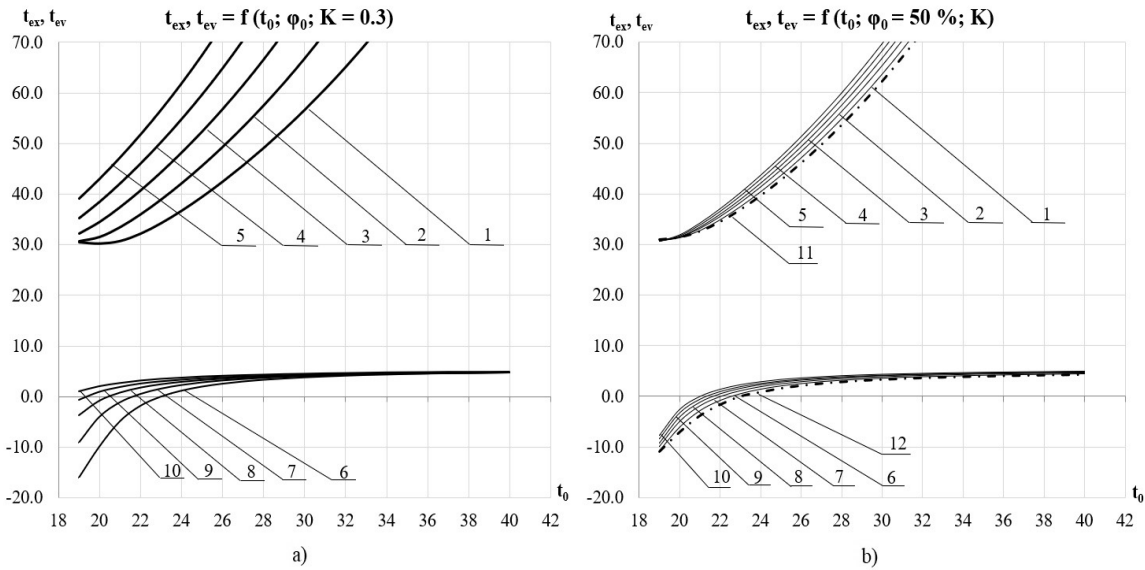 t_ex, t_ev
t_ex, t_ev = f (t_0; φ_0; K = 0.3)
70.0
60.0
50.0
40.0
30.0
20.0
10.0
0.0
-10.0
-20.0
5 4 3 2 1
10 9 8 7 6
18 20 22 24 26 28 30 32 34 36 38 40 42
a)
t_ex, t_ev
t_ex, t_ev = f (t_0; φ_0 = 50 %; K)
70.0
60.0
50.0
40.0
30.0
20.0
10.0
0.0
-10.0
-20.0
5 4 3 2 1
11
12
10 9 8 7 6
t_0
t_0
18 20 22 24 26 28 30 32 34 36 38 40 42
b)